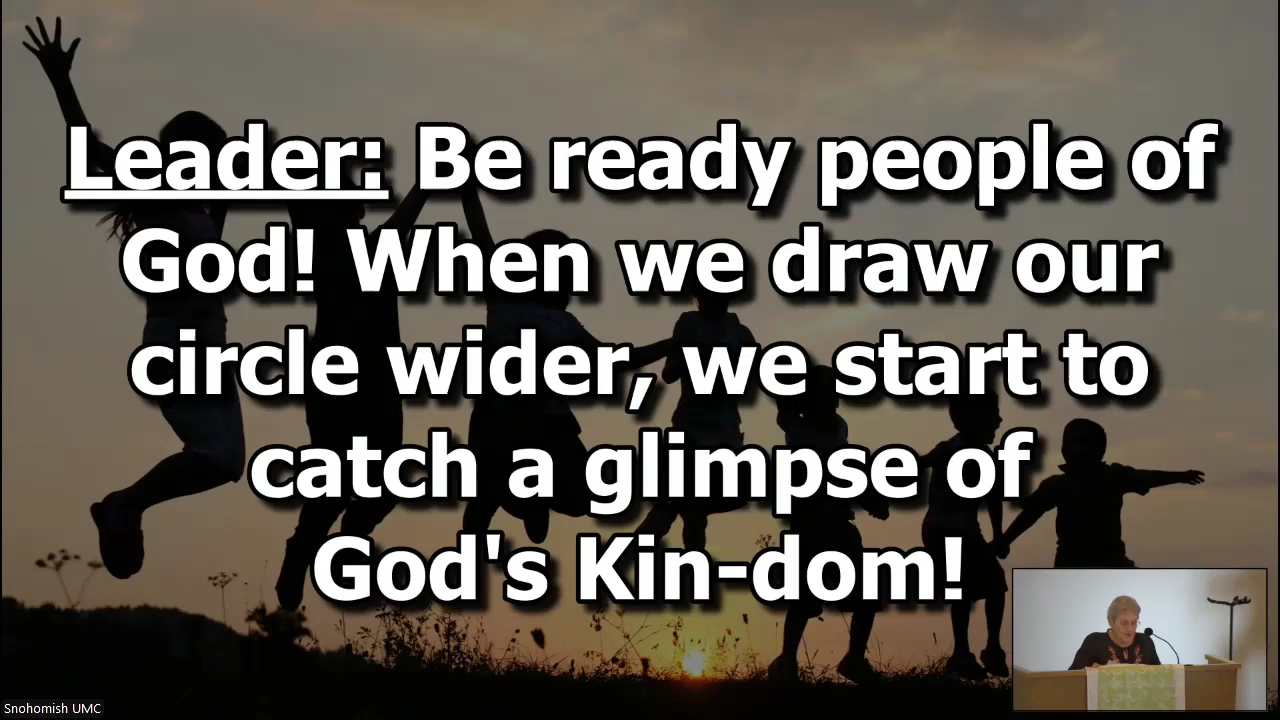 Leader: Be ready people of
God! When we draw our
circle wider, we start to
catch a glimpse of
God's Kin-dom!
Snohomish UMC